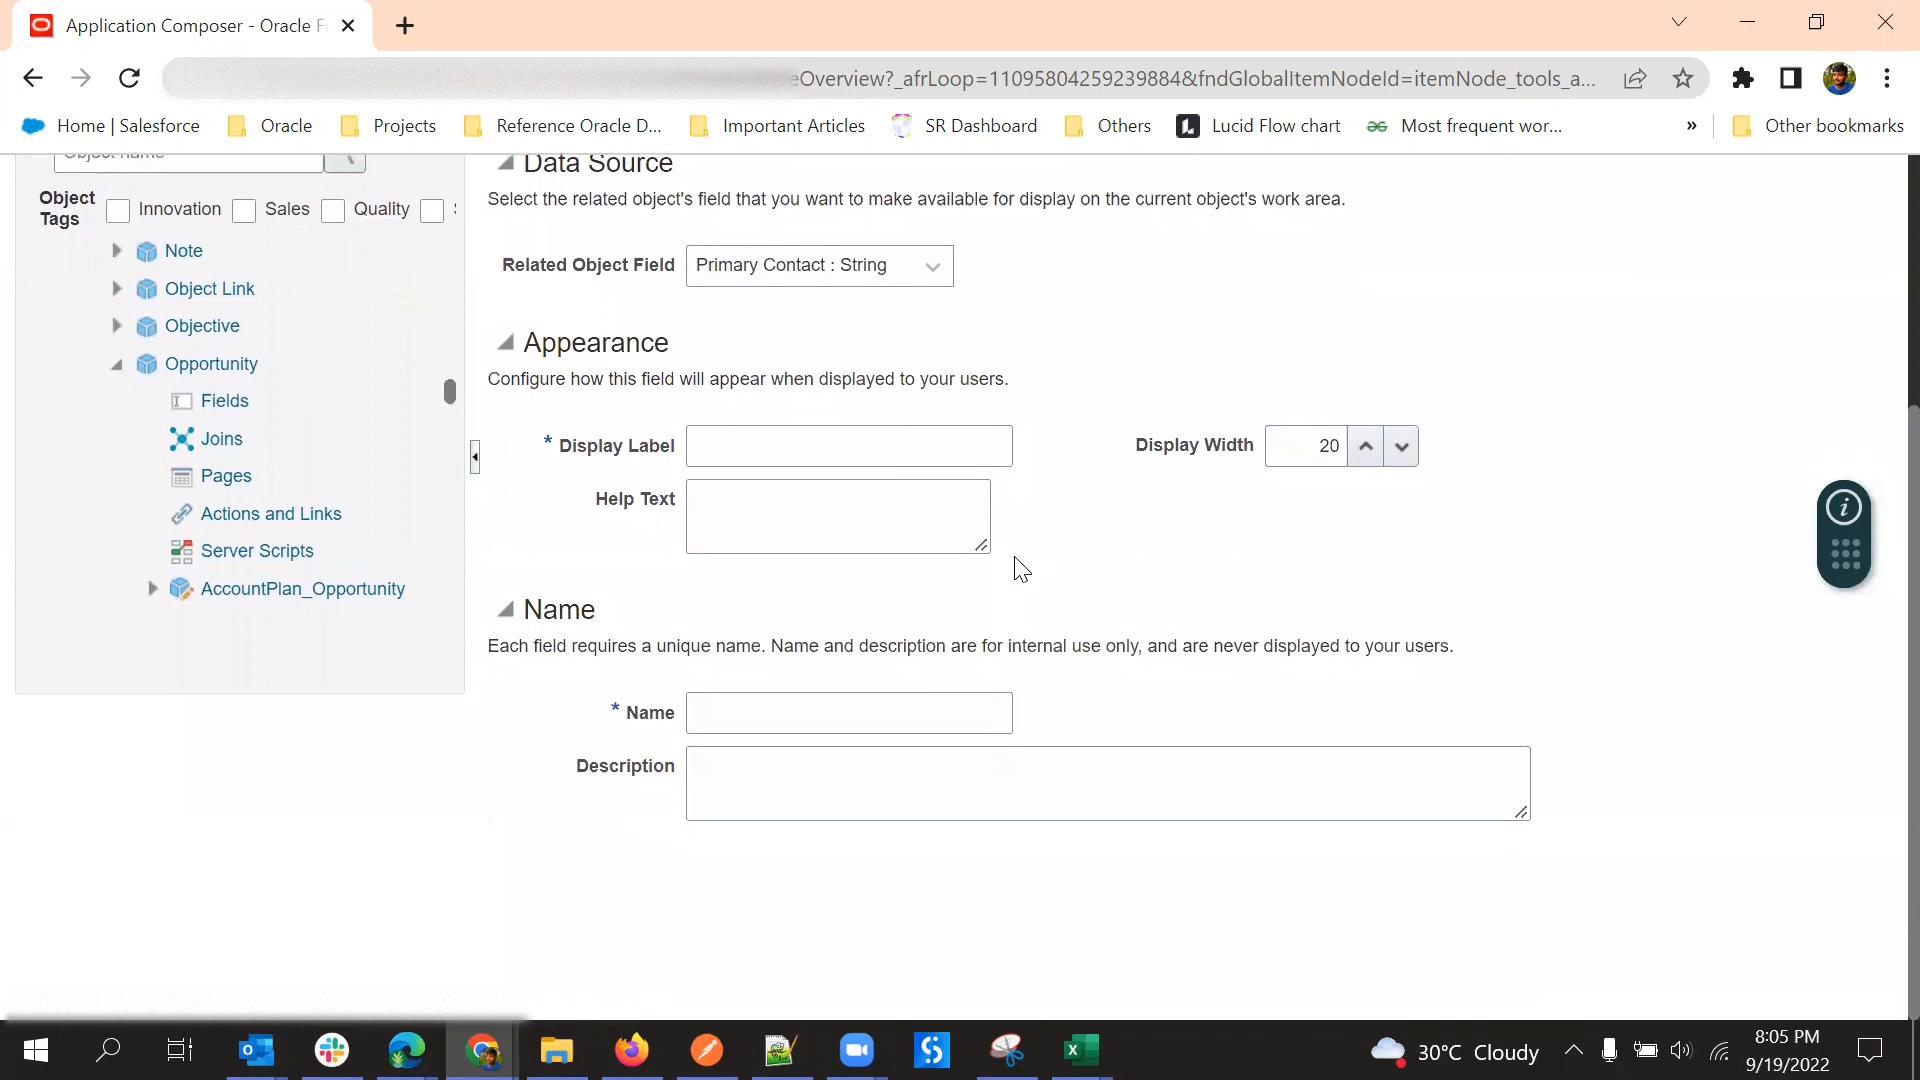 Application Composer - Oracle F
eOverview?_afrLoop=11095804259239884&fndGlobalItemNodeId=itemNode_tools_a...
Home | Salesforce
Oracle
Projects
Reference Oracle D...
Important Articles
SR Dashboard
Others
Lucid Flow chart
Most frequent wor...
»
Other bookmarks
Object name
Object Tags
Innovation
Sales
Quality
Note
Object Link
Objective
Opportunity
Fields
Joins
Pages
Actions and Links
Server Scripts
AccountPlan_Opportunity
Data Source
Select the related object's field that you want to make available for display on the current object's work area.
Related Object Field
Primary Contact : String
Appearance
Configure how this field will appear when displayed to your users.
* Display Label
Display Width
20
Help Text
Name
Each field requires a unique name. Name and description are for internal use only, and are never displayed to your users.
* Name
Description
30°C Cloudy
8:05 PM
9/19/2022